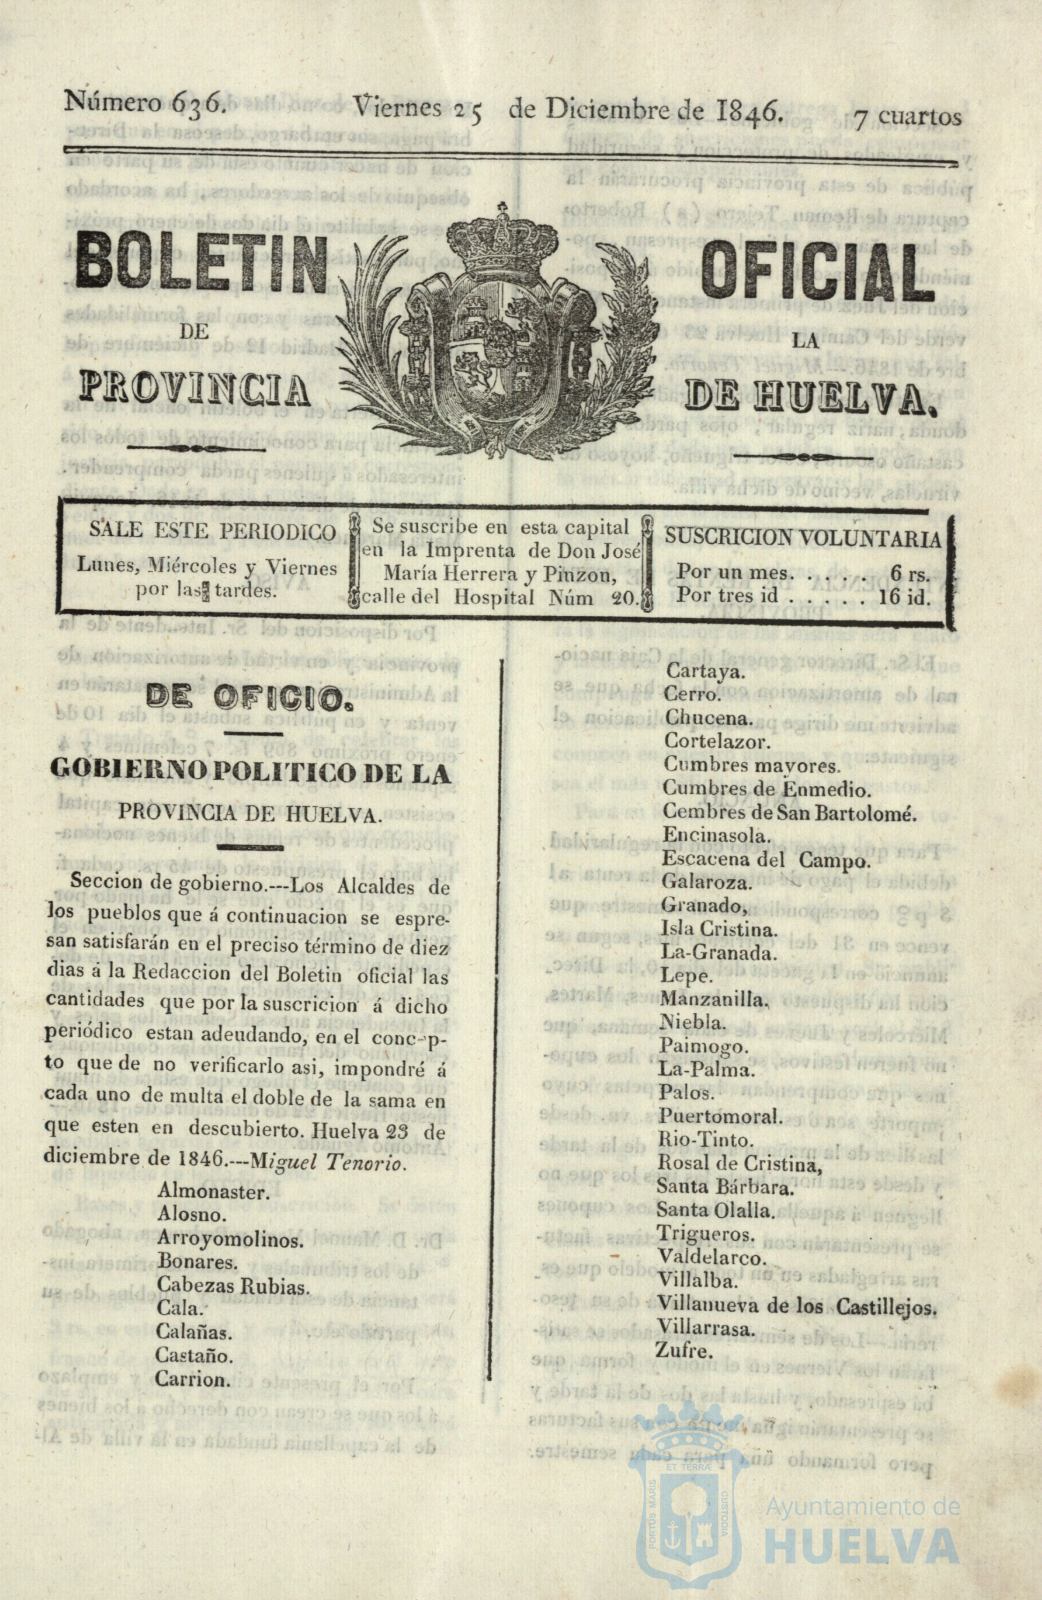 Número 636. Viernes 25 de Diciembre de 1846. 7 cuartos
BOLETIN OFICIAL
DE LA
PROVINCIA DE HUELVA.
SALE ESTE PERIODICO
Lunes, Miércoles y Viernes
por las tardes.
Se suscribe en esta capital
en la Imprenta de Don José
María Herrera y Pinzon,
calle del Hospital Núm 20.
SUSCRICION VOLUNTARIA
Por un mes. . . . . 6 rs.
Por tres id . . . . . 16 id.
DE OFICIO.
GOBIERNO POLITICO DE LA
PROVINCIA DE HUELVA.
Seccion de gobierno.---Los Alcaldes de
los pueblos que á continuacion se espre-
san satisfarán en el preciso término de diez
dias á la Redaccion del Boletin oficial las
cantidades que por la suscricion á dicho
periódico estan adeudando, en el conc-p-
to que de no verificarlo asi, impondré á
cada uno de multa el doble de la sama en
que esten en descubierto. Huelva 23 de
diciembre de 1846.---Miguel Tenorio.
Almonaster.
Alosno.
Arroyomolinos.
Bonares.
Cabezas Rubias.
Cala.
Calañas.
Castaño.
Carrion.
Cartaya.
Cerro.
Chucena.
Cortelazor.
Cumbres mayores.
Cumbres de Enmedio.
Cembres de San Bartolomé.
Encinasola.
Escacena del Campo.
Galaroza.
Granado,
Isla Cristina.
La-Granada.
Lepe.
Manzanilla.
Niebla.
Paimogo.
La-Palma.
Palos.
Puertomoral.
Rio-Tinto.
Rosal de Cristina,
Santa Bárbara.
Santa Olalla.
Trigueros.
Valdelarco.
Villalba.
Villanueva de los Castillejos.
Villarrasa.
Zufre.
ET TERRÆ
PORTUS MARIS
CUSTODIA
Ayuntamiento de
HUELVA